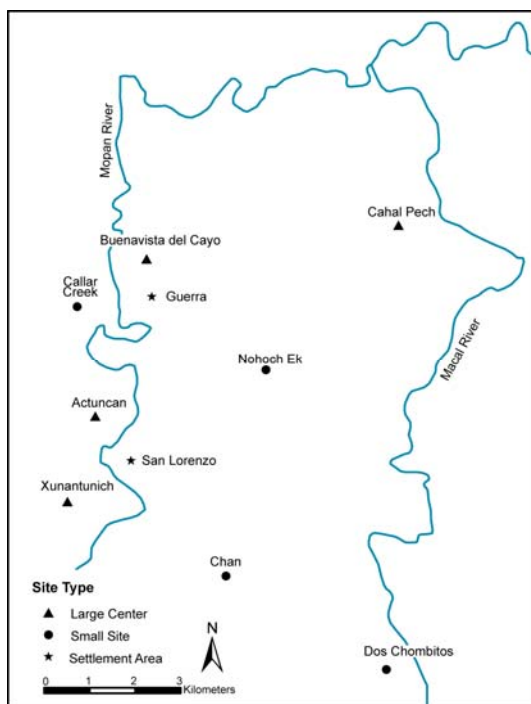 Mopan River
Cahal Pech
Buenavista del Cayo
Callar
Creek
Guerra
Macal River
Nohoch Ek
Actuncan
San Lorenzo
Xunantunich
Chan
Site Type
Large Center
Small Site
Settlement Area
N
Dos Chombitos
0 1 2 3
Kilometers